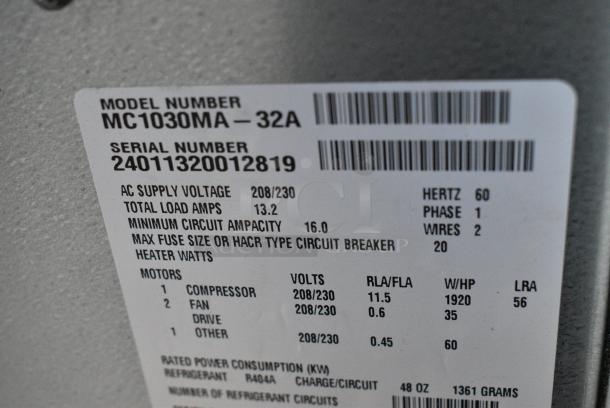 MODEL NUMBER
MC1030MA-32A
SERIAL NUMBER
24011320012819
AC SUPPLY VOLTAGE 208/230 HERTZ 60
TOTAL LOAD AMPS 13.2 PHASE 1
MINIMUM CIRCUIT AMPACITY 16.0 WIRES 2
MAX FUSE SIZE OR HACR TYPE CIRCUIT BREAKER 20
HEATER WATTS
MOTORS VOLTS RLA/FLA W/HP LRA
1 COMPRESSOR 208/230 11.5 1920 56
2 FAN 208/230 0.6 35
DRIVE
1 OTHER 208/230 0.45 60
RATED POWER CONSUMPTION (KW)
REFRIGERANT R404A CHARGE/CIRCUIT 48 OZ 1361 GRAMS
NUMBER OF REFRIGERANT CIRCUITS